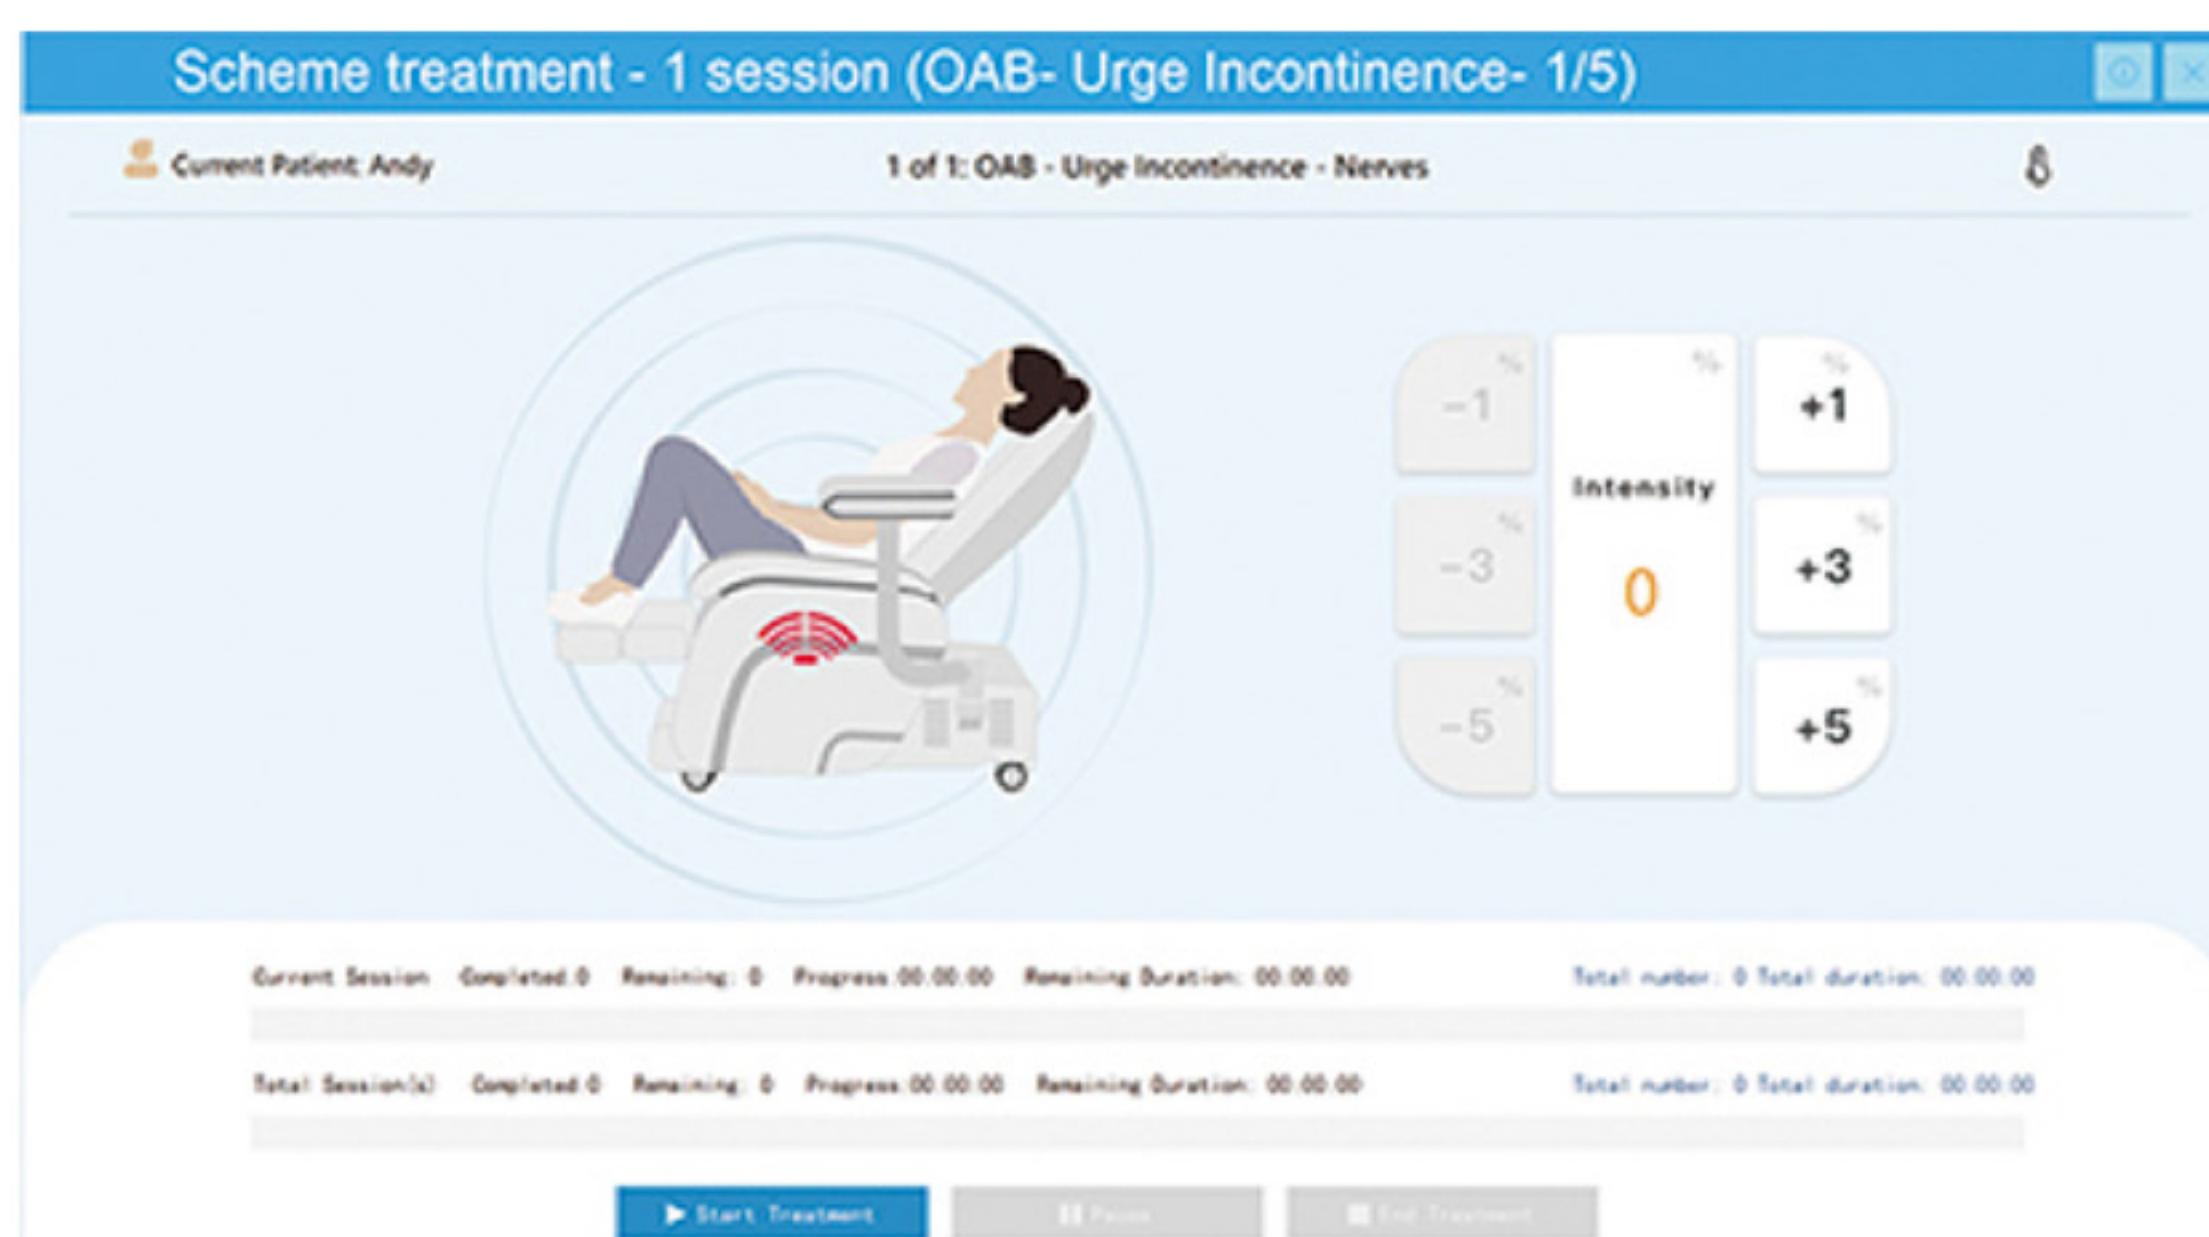 Scheme treatment - 1 session (OAB- Urge Incontinence- 1/5)
Current Patient: Andy
1 of 1: OAB - Urge Incontinence - Nerves
% -1
% -3
% -5
%
Intensity
0
% +1
% +3
% +5
Current Session Completed:0 Remaining: 0 Progress:00:00:00 Remaining Duration: 00:00:00 Total number: 0 Total duration: 00:00:00
Total Session(s) Completed:0 Remaining: 0 Progress:00:00:00 Remaining Duration: 00:00:00 Total number: 0 Total duration: 00:00:00
Start Treatment
Pause
End Treatment